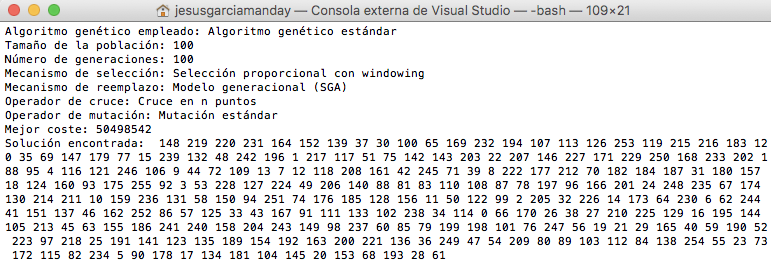 jesusgarciamanday — Consola externa de Visual Studio — -bash — 109×21
Algoritmo genético empleado: Algoritmo genético estándar
Tamaño de la población: 100
Número de generaciones: 100
Mecanismo de selección: Selección proporcional con windowing
Mecanismo de reemplazo: Modelo generacional (SGA)
Operador de cruce: Cruce en n puntos
Operador de mutación: Mutación estándar
Mejor coste: 50498542
Solución encontrada:  148 219 220 231 164 152 139 37 30 100 65 169 232 194 107 113 126 253 119 215 216 183 12
0 35 69 147 179 77 15 239 132 48 242 196 1 217 117 51 75 142 143 203 22 207 146 227 171 229 250 168 233 202 1
88 95 4 116 121 246 106 9 44 72 109 13 7 12 118 208 161 42 245 71 39 8 222 177 212 70 182 184 187 31 180 157
18 124 160 93 175 255 92 3 53 228 127 224 49 206 140 88 81 83 110 108 87 78 197 96 166 201 24 248 235 67 174
130 214 211 10 159 236 131 58 150 94 251 74 176 185 128 156 11 50 122 99 2 205 32 226 14 173 64 230 6 62 244
41 151 137 46 162 252 86 57 125 33 43 167 91 111 133 102 238 34 114 0 66 170 26 38 27 210 225 129 16 195 144
105 213 45 63 155 186 241 240 158 204 243 149 98 237 60 85 79 199 198 101 76 247 56 19 21 29 165 40 59 190 52
223 97 218 25 191 141 123 135 189 154 192 163 200 221 136 36 249 47 54 209 80 89 103 112 84 138 254 55 23 73
172 115 82 234 5 90 178 17 134 181 104 145 20 153 68 193 28 61